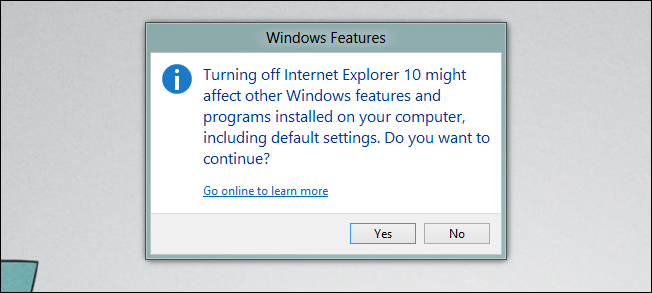 Windows Features
Turning off Internet Explorer 10 might
affect other Windows features and
programs installed on your computer,
including default settings. Do you want to
continue?
Go online to learn more
Yes
No